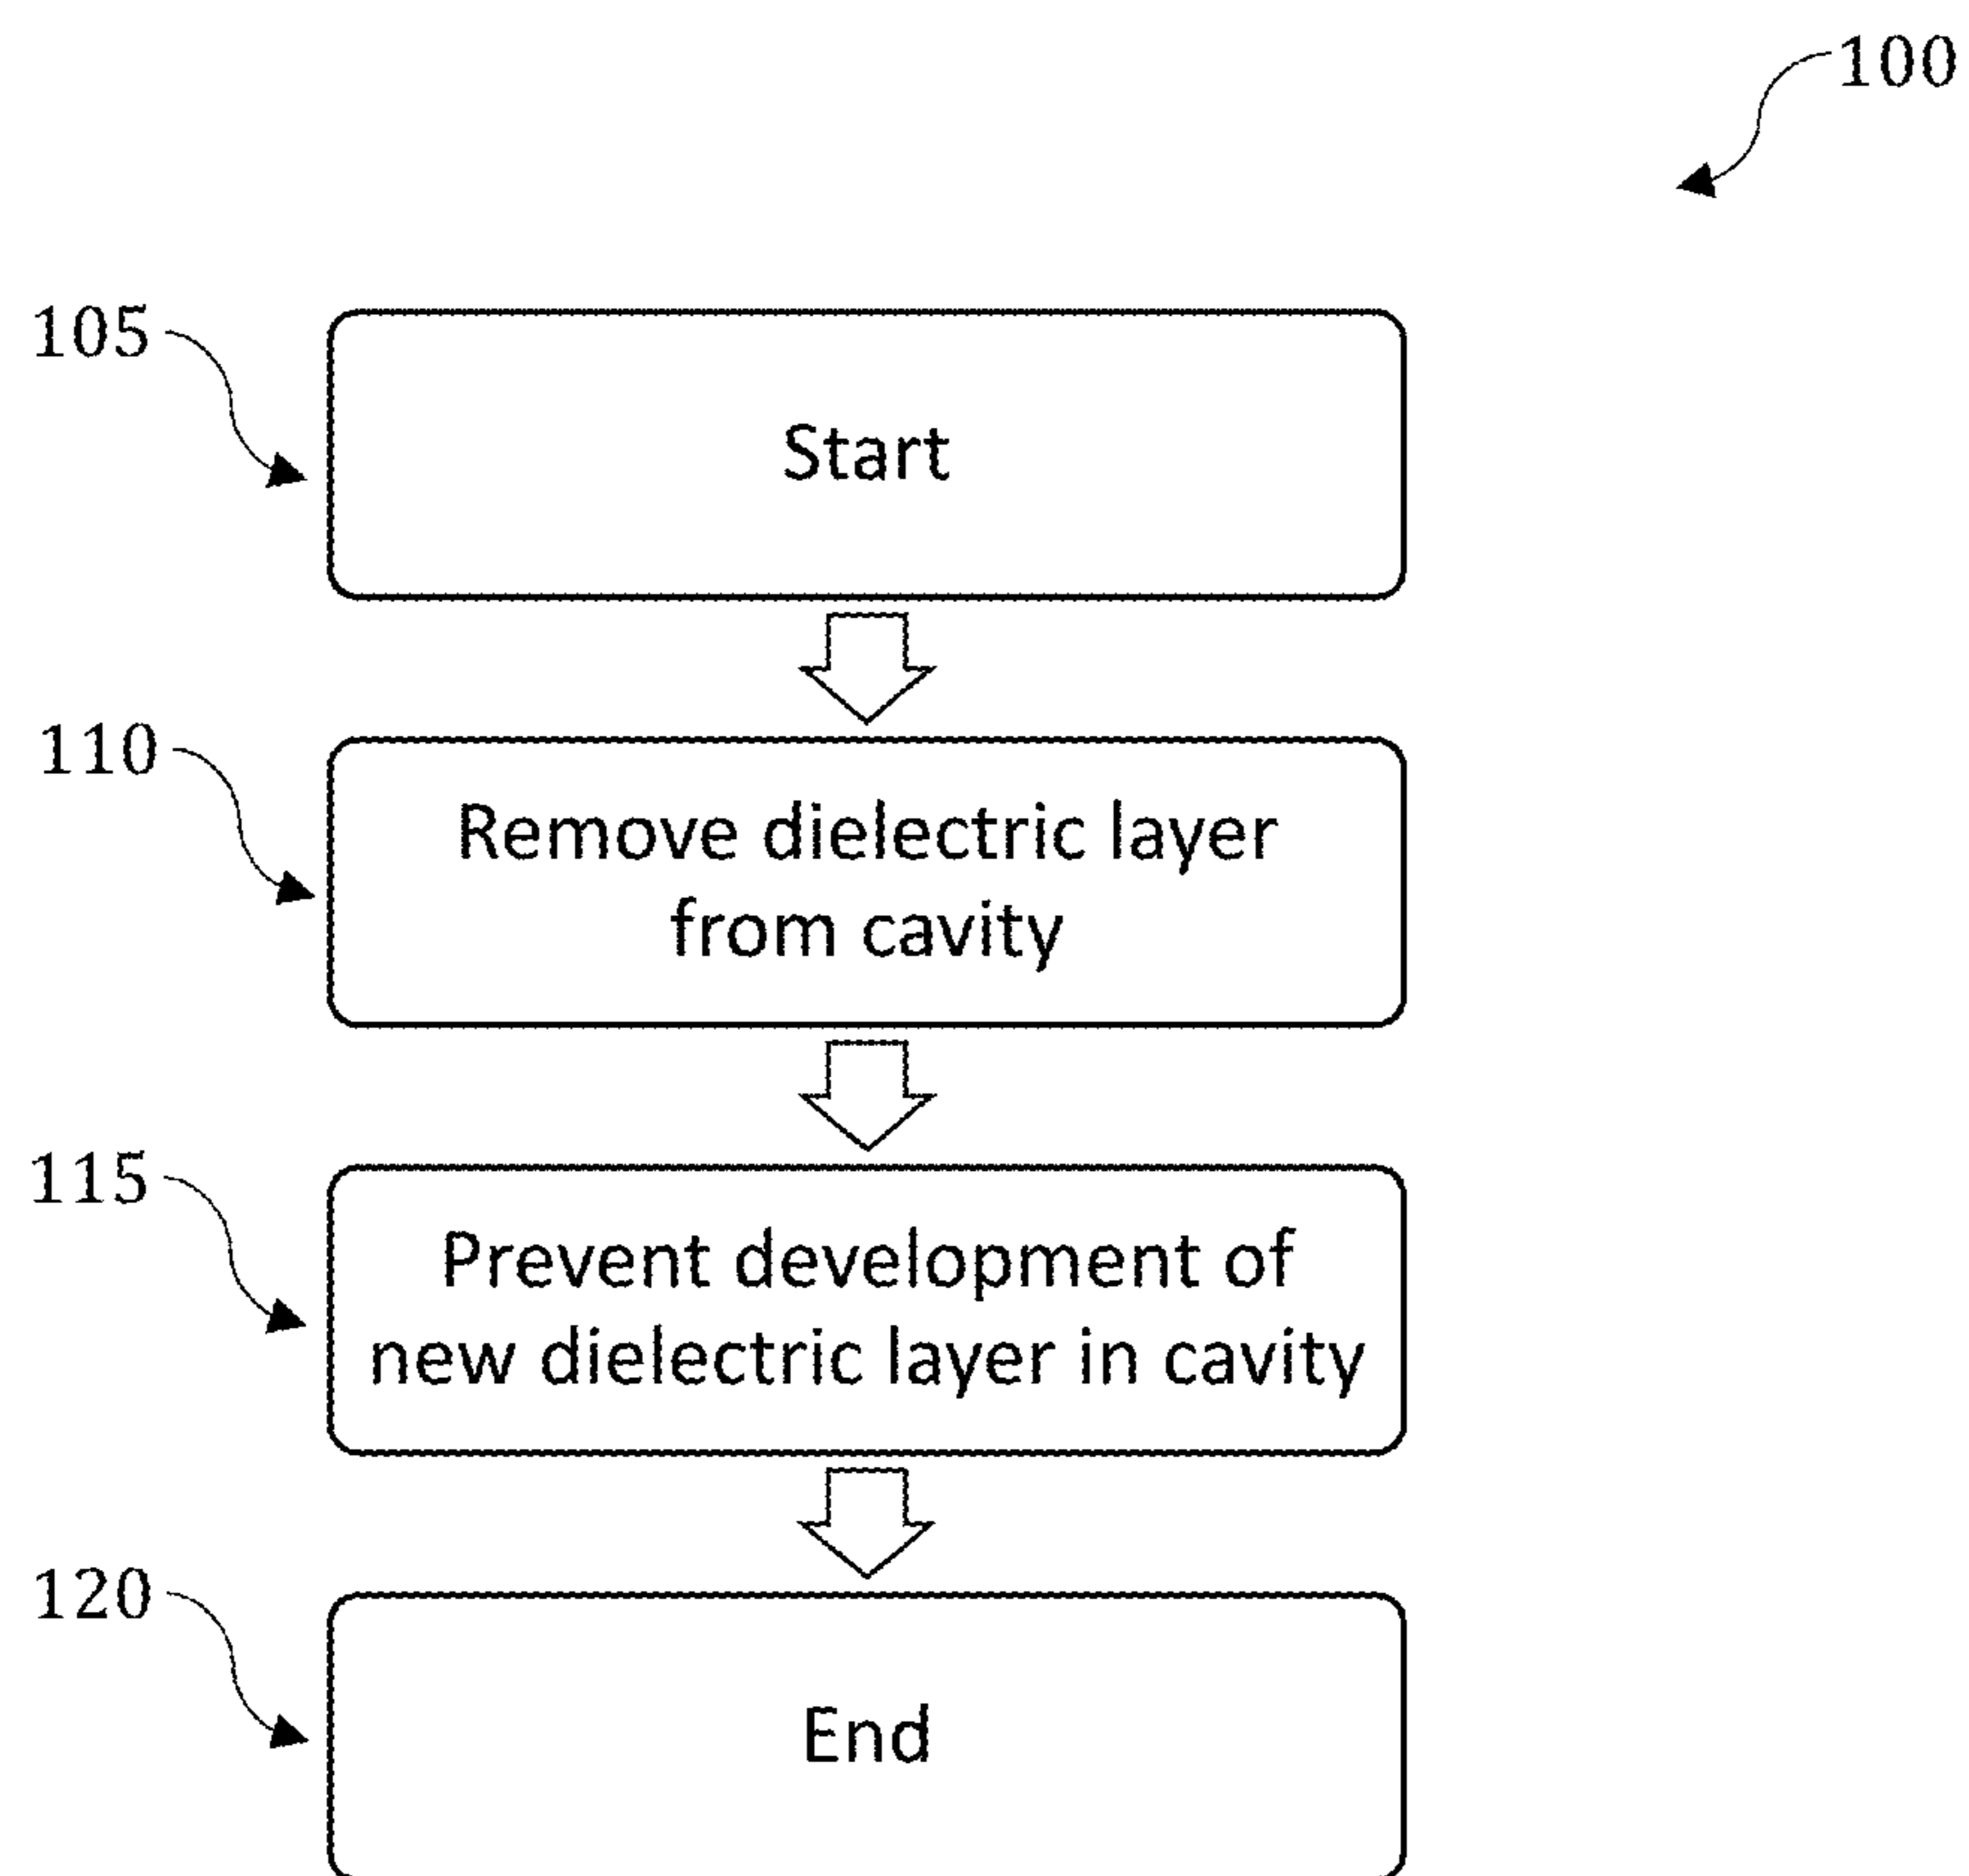 100
105
Start
110
Remove dielectric layer
from cavity
115
Prevent development of
new dielectric layer in cavity
120
End